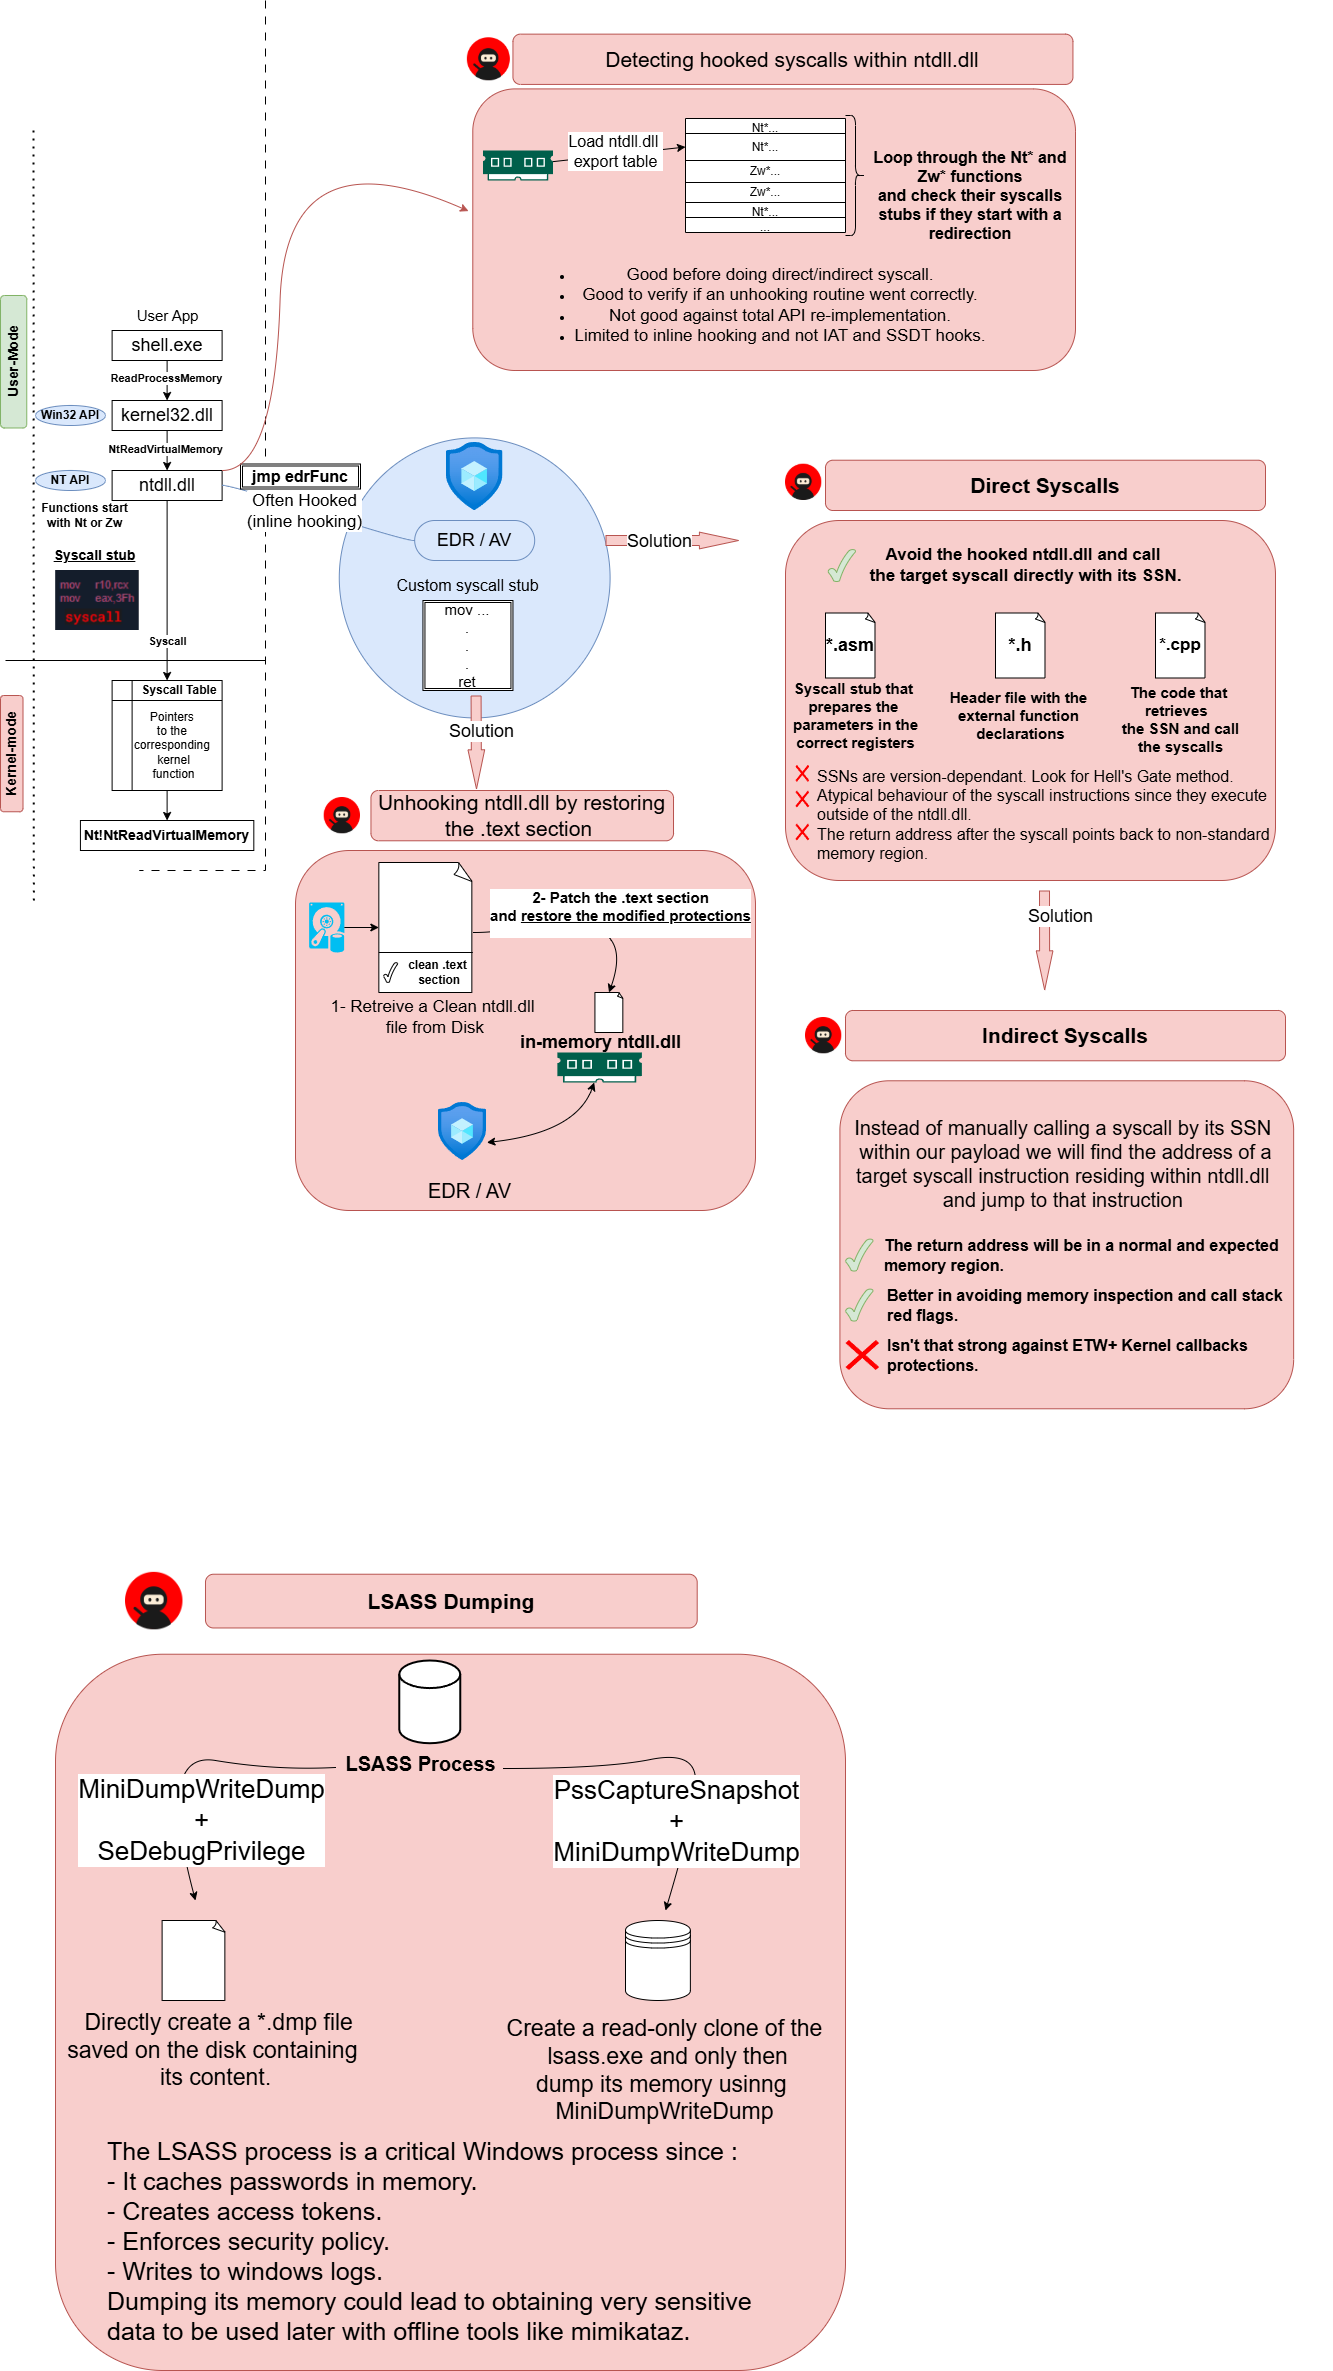 Detecting hooked syscalls within ntdll.dll
Load ntdll.dll
export table
Nt*...
Nt*...
Zw*...
Zw*...
Nt*...
...
Loop through the Nt* and
Zw* functions
and check their syscalls
stubs if they start with a
redirection
Good before doing direct/indirect syscall.
Good to verify if an unhooking routine went correctly.
Not good against total API re-implementation.
Limited to inline hooking and not IAT and SSDT hooks.
User-Mode
User App
shell.exe
ReadProcessMemory
Win32 API
kernel32.dll
NtReadVirtualMemory
NT API
ntdll.dll
Functions start
with Nt or Zw
Syscall stub
mov r10,rcx
mov eax,3Fh
syscall
Syscall
Kernel-mode
Syscall Table
Pointers
to the
corresponding
kernel
function
Nt!NtReadVirtualMemory
jmp edrFunc
Often Hooked
(inline hooking)
EDR / AV
Custom syscall stub
mov ...
.
.
.
ret
Solution
Solution
Direct Syscalls
Avoid the hooked ntdll.dll and call
the target syscall directly with its SSN.
*.asm
*.h
*.cpp
Syscall stub that
prepares the
parameters in the
correct registers
Header file with the
external function
declarations
The code that
retrieves
the SSN and call
the syscalls
SSNs are version-dependant. Look for Hell's Gate method.
Atypical behaviour of the syscall instructions since they execute
outside of the ntdll.dll.
The return address after the syscall points back to non-standard
memory region.
Unhooking ntdll.dll by restoring
the .text section
2- Patch the .text section
and restore the modified protections
clean .text
section
1- Retreive a Clean ntdll.dll
file from Disk
in-memory ntdll.dll
EDR / AV
Solution
Indirect Syscalls
Instead of manually calling a syscall by its SSN
within our payload we will find the address of a
target syscall instruction residing within ntdll.dll
and jump to that instruction
The return address will be in a normal and expected
memory region.
Better in avoiding memory inspection and call stack
red flags.
Isn't that strong against ETW+ Kernel callbacks
protections.
LSASS Dumping
LSASS Process
MiniDumpWriteDump
+
SeDebugPrivilege
PssCaptureSnapshot
+
MiniDumpWriteDump
Directly create a *.dmp file
saved on the disk containing
its content.
Create a read-only clone of the
lsass.exe and only then
dump its memory usinng
MiniDumpWriteDump
The LSASS process is a critical Windows process since :
- It caches passwords in memory.
- Creates access tokens.
- Enforces security policy.
- Writes to windows logs.
Dumping its memory could lead to obtaining very sensitive
data to be used later with offline tools like mimikataz.